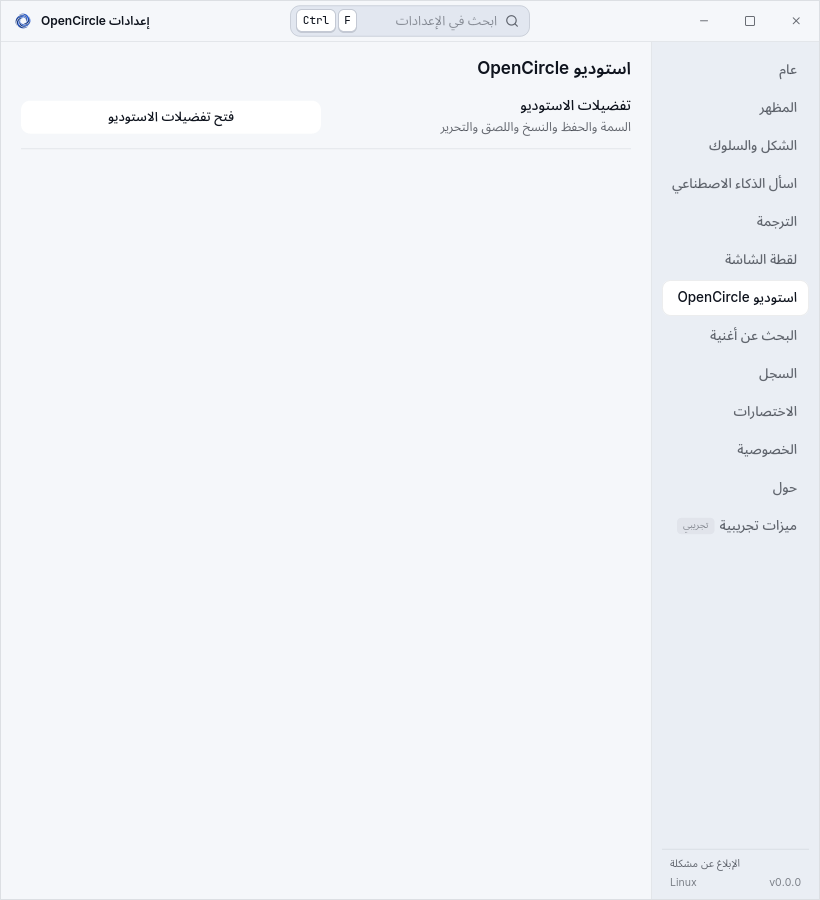 إعدادات OpenCircle
ابحث في الإعدادات
Ctrl F
عام
المظهر
الشكل والسلوك
اسأل الذكاء الاصطناعي
الترجمة
لقطة الشاشة
استوديو OpenCircle
البحث عن أغنية
السجل
الاختصارات
الخصوصية
حول
ميزات تجريبية تجريبي
الإبلاغ عن مشكلة
v0.0.0 Linux
استوديو OpenCircle
تفضيلات الاستوديو
السمة والحفظ والنسخ واللصق والتحرير
فتح تفضيلات الاستوديو